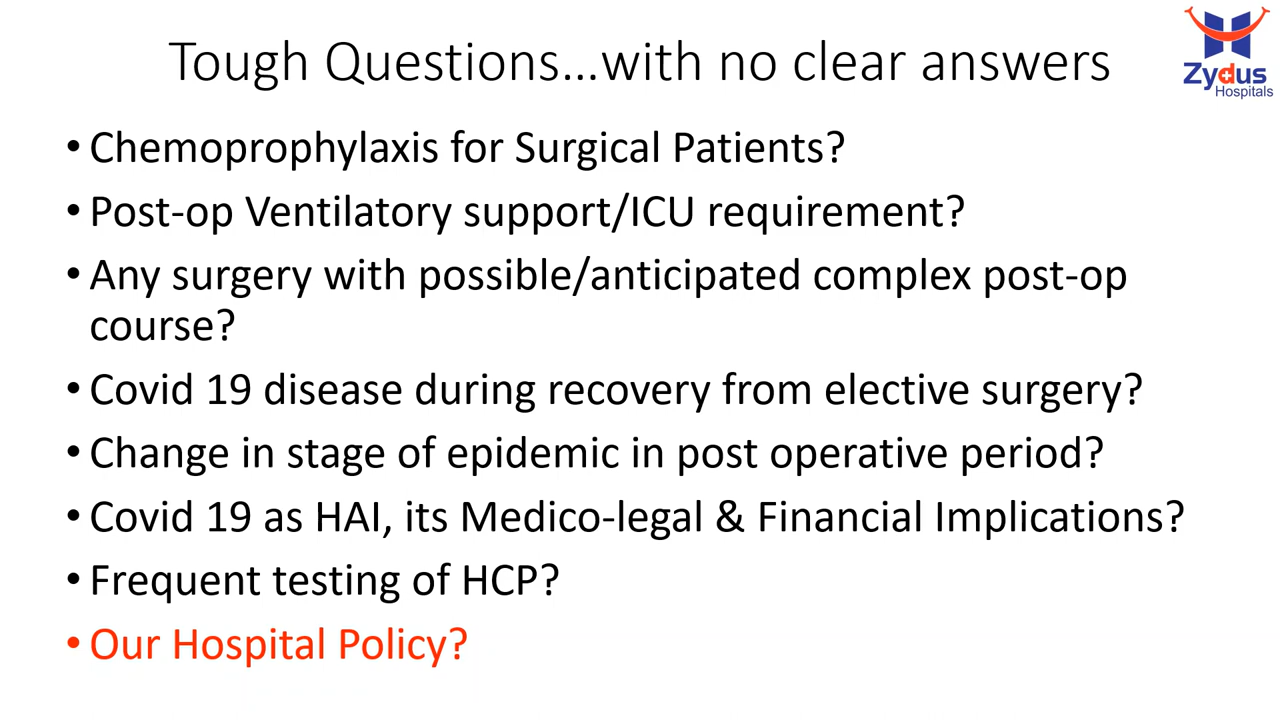 Tough Questions...with no clear answers
Zydus
Hospitals
• Chemoprophylaxis for Surgical Patients?
• Post-op Ventilatory support/ICU requirement?
• Any surgery with possible/anticipated complex post-op
course?
• Covid 19 disease during recovery from elective surgery?
• Change in stage of epidemic in post operative period?
• Covid 19 as HAI, its Medico-legal & Financial Implications?
• Frequent testing of HCP?
• Our Hospital Policy?